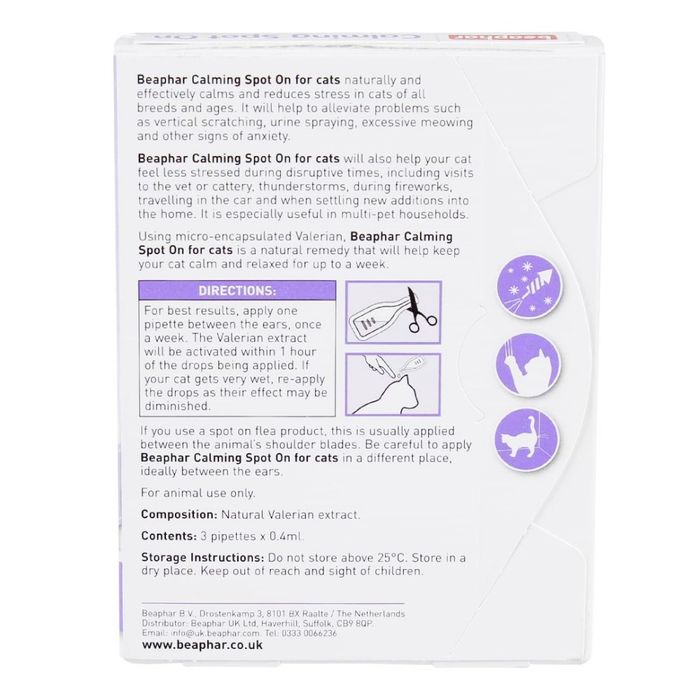 Calming Spot On
beaphar
Beaphar Calming Spot On for cats naturally and
effectively calms and reduces stress in cats of all
breeds and ages. It will help to alleviate problems such
as vertical scratching, urine spraying, excessive meowing
and other signs of anxiety.
Beaphar Calming Spot On for cats will also help your cat
feel less stressed during disruptive times, including visits
to the vet or cattery, thunderstorms, during fireworks,
travelling in the car and when settling new additions into
the home. It is especially useful in multi-pet households.
Using micro-encapsulated Valerian, Beaphar Calming
Spot On for cats is a natural remedy that will help keep
your cat calm and relaxed for up to a week.
DIRECTIONS:
For best results, apply one
pipette between the ears, once
a week. The Valerian extract
will be activated within 1 hour
of the drops being applied. If
your cat gets very wet, re-apply
the drops as their effect may be
diminished.
If you use a spot on flea product, this is usually applied
between the animal's shoulder blades. Be careful to apply
Beaphar Calming Spot On for cats in a different place,
ideally between the ears.
For animal use only.
Composition: Natural Valerian extract.
Contents: 3 pipettes x 0.4ml.
Storage Instructions: Do not store above 25°C. Store in a
dry place. Keep out of reach and sight of children.
Beaphar B.V., Drostenkamp 3, 8101 BX Raalte / The Netherlands
Distributor: Beaphar UK Ltd, Haverhill, Suffolk, CB9 8QP.
Email: info@uk.beaphar.com. Tel: 0333 0066236
www.beaphar.co.uk